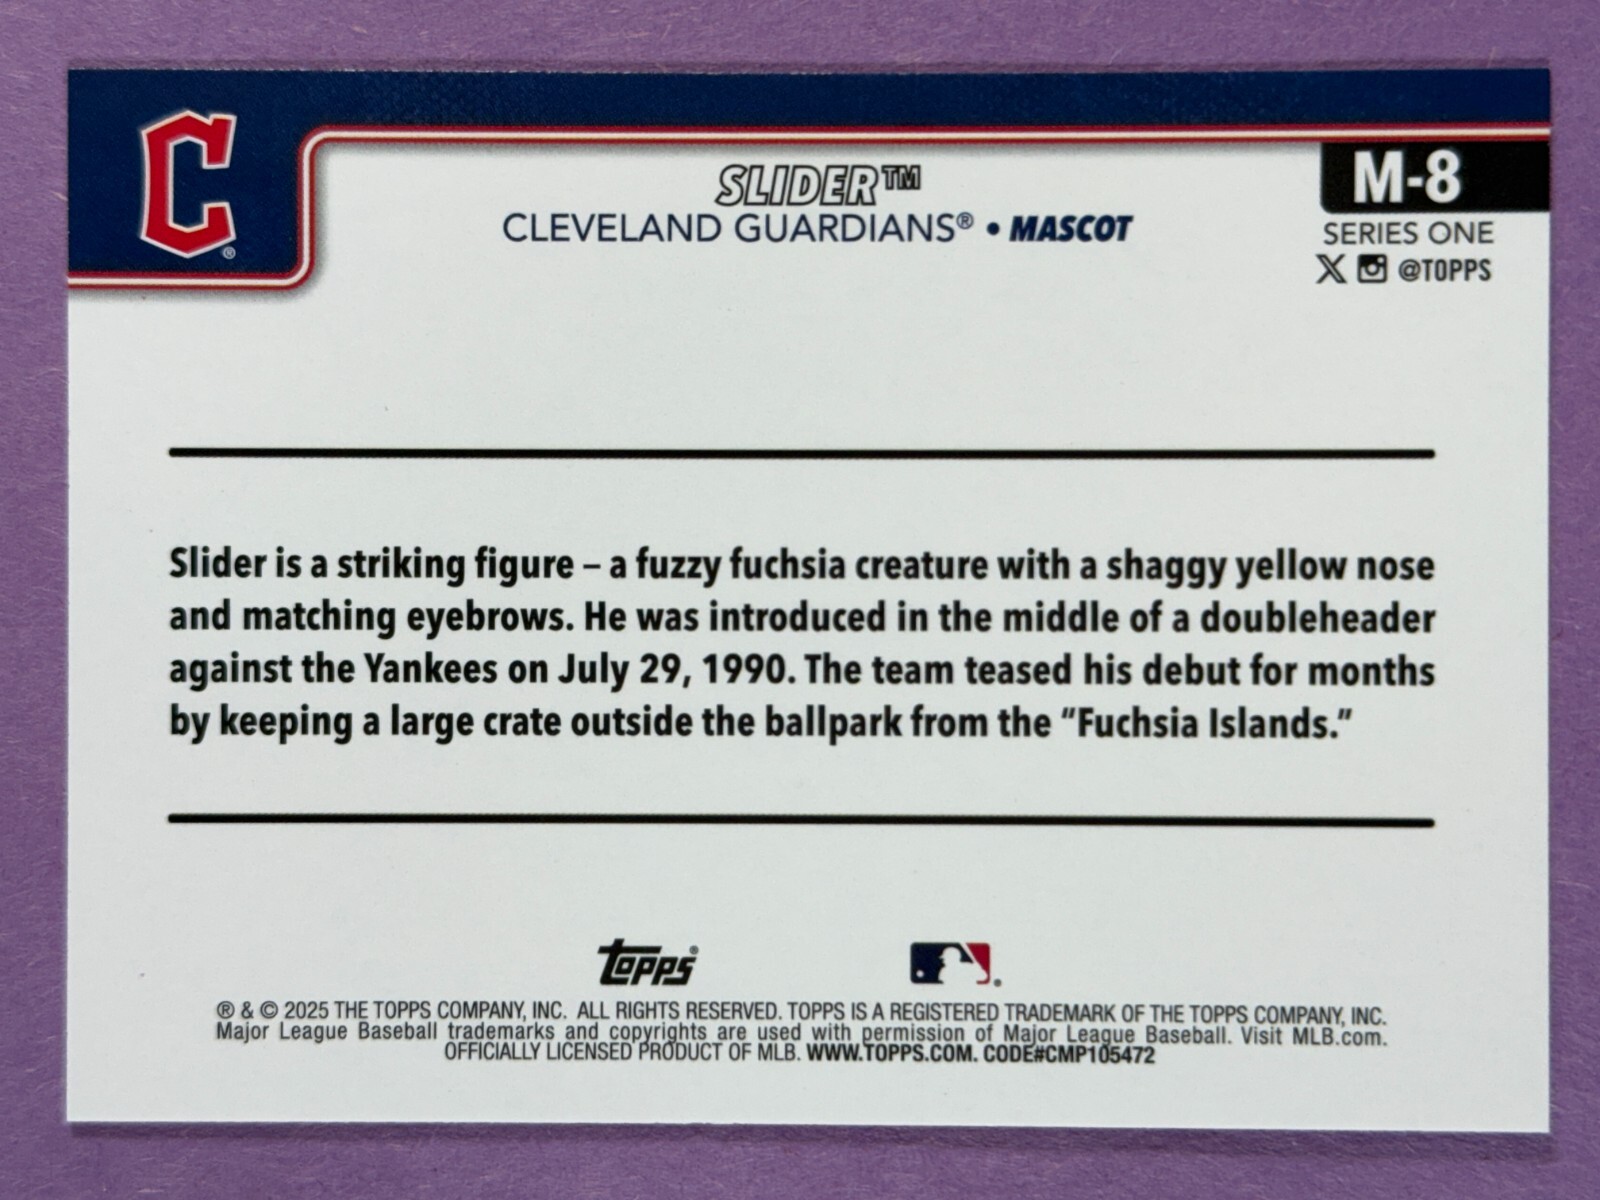 C
®
SLIDER™
CLEVELAND GUARDIANS® • MASCOT
M-8
SERIES ONE
X @TOPPS
Slider is a striking figure – a fuzzy fuchsia creature with a shaggy yellow nose
and matching eyebrows. He was introduced in the middle of a doubleheader
against the Yankees on July 29, 1990. The team teased his debut for months
by keeping a large crate outside the ballpark from the “Fuchsia Islands.”
Topps®
® & © 2025 THE TOPPS COMPANY, INC. ALL RIGHTS RESERVED. TOPPS IS A REGISTERED TRADEMARK OF THE TOPPS COMPANY, INC.
Major League Baseball trademarks and copyrights are used with permission of Major League Baseball. Visit MLB.com.
OFFICIALLY LICENSED PRODUCT OF MLB. WWW.TOPPS.COM. CODE#CMP105472